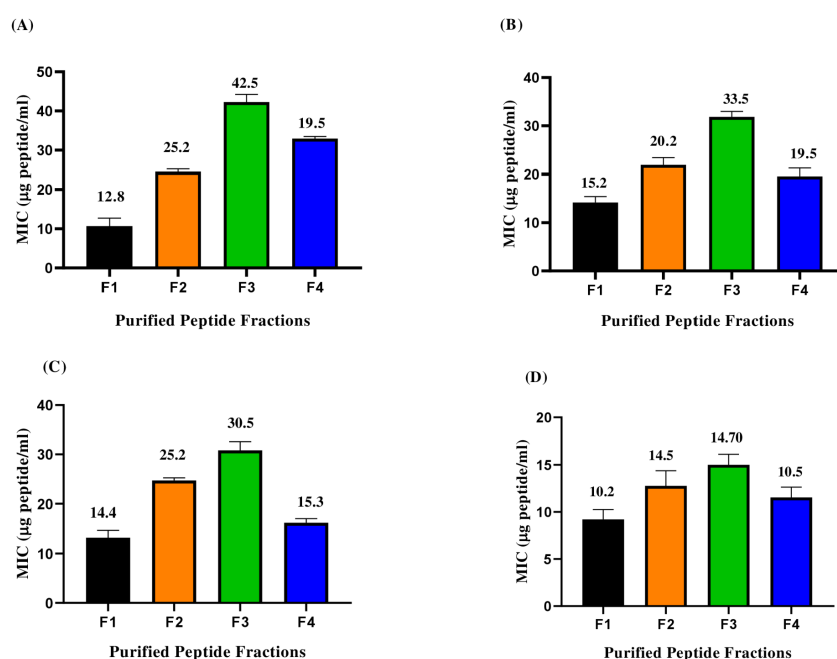 (A)
MIC (µg peptide/ml)
50
40
30
20
10
0
12.8
25.2
42.5
19.5
F1 F2 F3 F4
Purified Peptide Fractions
(B)
MIC (µg peptide/ml)
40
30
20
10
0
15.2
20.2
33.5
19.5
F1 F2 F3 F4
Purified Peptide Fractions
(C)
MIC (µg peptide/ml)
40
30
20
10
0
14.4
25.2
30.5
15.3
F1 F2 F3 F4
Purified Peptide Fractions
(D)
MIC (µg peptide/ml)
20
15
10
5
0
10.2
14.5
14.70
10.5
F1 F2 F3 F4
Purified Peptide Fractions